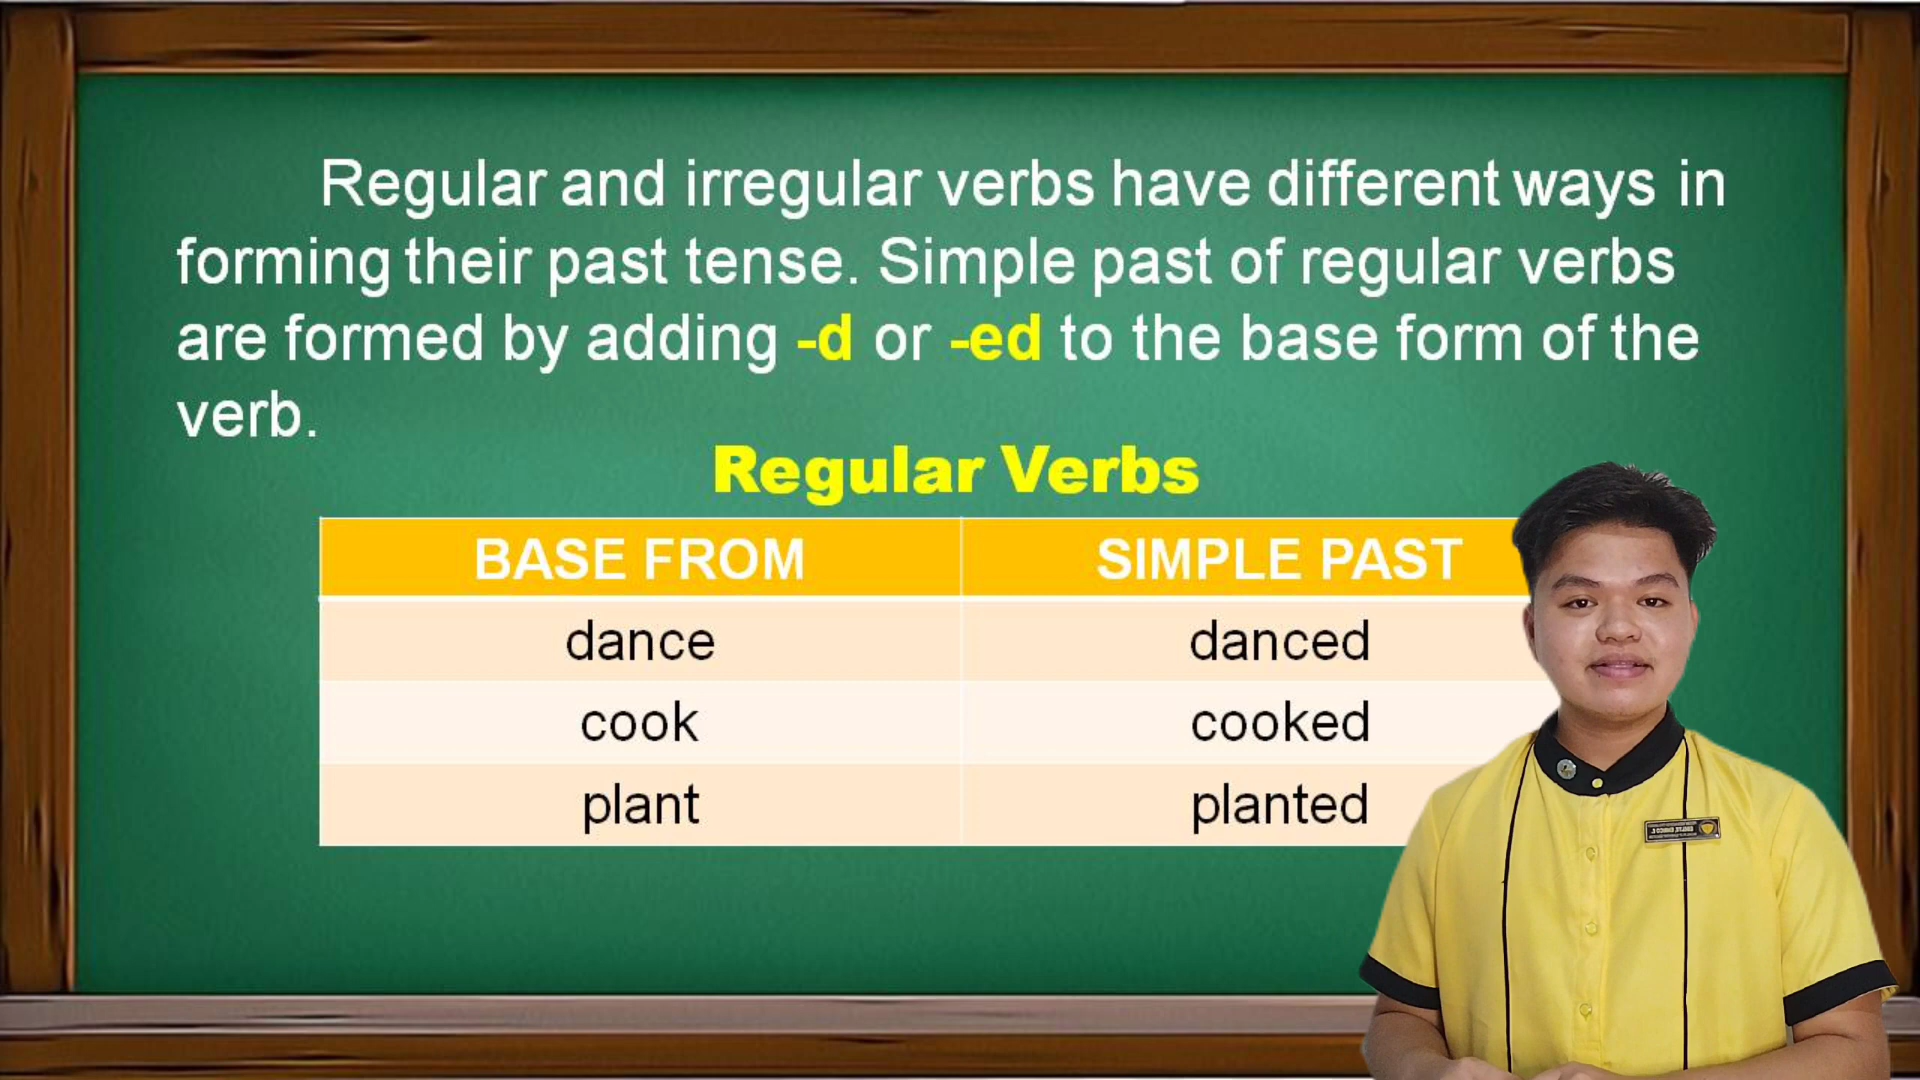 Regular and irregular verbs have different ways in
forming their past tense. Simple past of regular verbs
are formed by adding -d or -ed to the base form of the
verb.
Regular Verbs
BASE FROM SIMPLE PAST
dance danced
cook cooked
plant planted